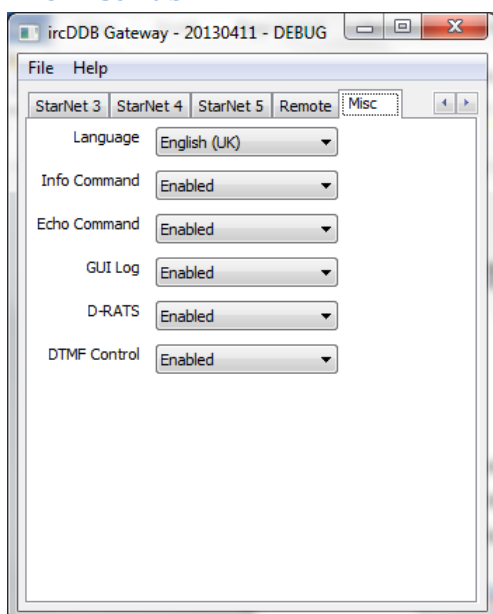 ircDDB Gateway - 20130411 - DEBUG
File Help
StarNet 3 StarNet 4 StarNet 5 Remote Misc
Language English (UK)
Info Command Enabled
Echo Command Enabled
GUI Log Enabled
D-RATS Enabled
DTMF Control Enabled